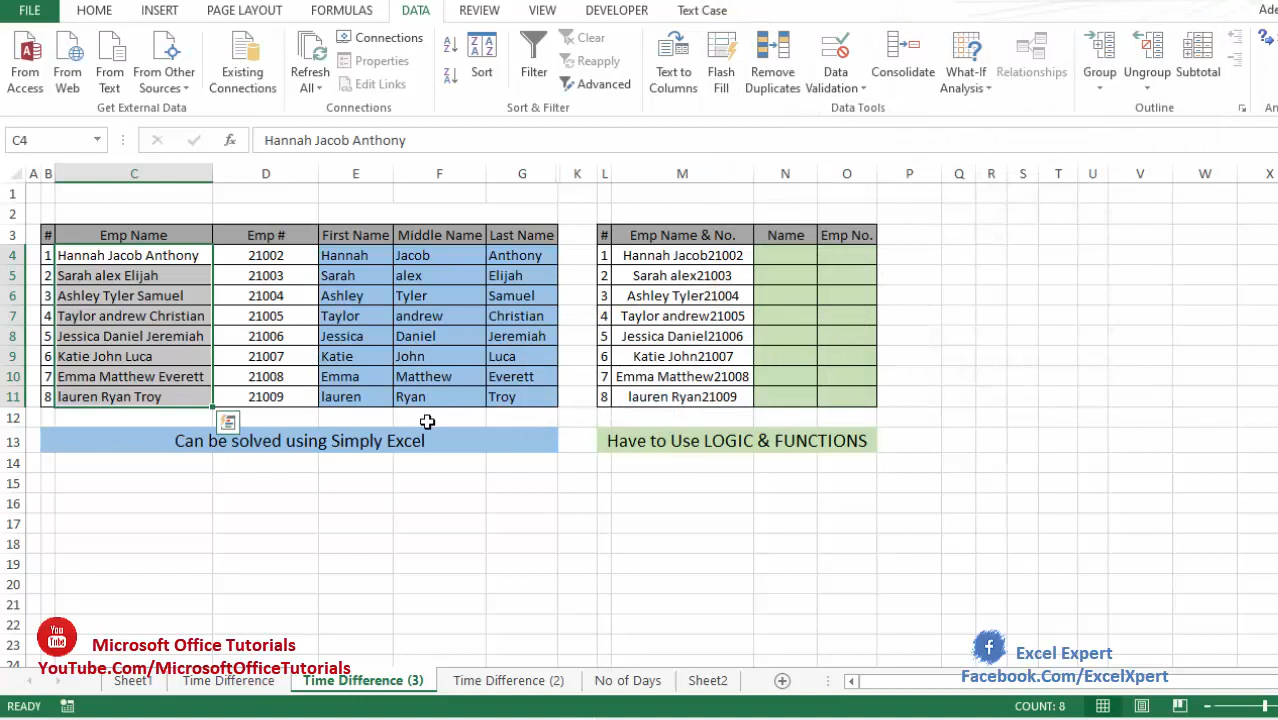 FILE HOME INSERT PAGE LAYOUT FORMULAS DATA REVIEW VIEW DEVELOPER Text Case
From Access From Web From Text From Other Sources Existing Connections
Get External Data
Refresh All Connections Properties Edit Links
Connections
Sort Filter Clear Reapply Advanced
Sort & Filter
Text to Columns Flash Fill Remove Duplicates Data Validation Consolidate What-If Analysis Relationships
Data Tools
Group Ungroup Subtotal
Outline
C4 fx Hannah Jacob Anthony
A B C D E F G K L M N O P Q R S T U V W X
1
2
3 # Emp Name Emp # First Name Middle Name Last Name # Emp Name & No. Name Emp No.
4 1 Hannah Jacob Anthony 21002 Hannah Jacob Anthony 1 Hannah Jacob21002
5 2 Sarah alex Elijah 21003 Sarah alex Elijah 2 Sarah alex21003
6 3 Ashley Tyler Samuel 21004 Ashley Tyler Samuel 3 Ashley Tyler21004
7 4 Taylor andrew Christian 21005 Taylor andrew Christian 4 Taylor andrew21005
8 5 Jessica Daniel Jeremiah 21006 Jessica Daniel Jeremiah 5 Jessica Daniel21006
9 6 Katie John Luca 21007 Katie John Luca 6 Katie John21007
10 7 Emma Matthew Everett 21008 Emma Matthew Everett 7 Emma Matthew21008
11 8 lauren Ryan Troy 21009 lauren Ryan Troy 8 lauren Ryan21009
12
13 Can be solved using Simply Excel Have to Use LOGIC & FUNCTIONS
14
15
16
17
18
19
20
21
22
23
24
You Tube Microsoft Office Tutorials
YouTube.Com/MicrosoftOfficeTutorials
Excel Expert
Facebook.Com/ExcelXpert
Sheet1 Time Difference Time Difference (3) Time Difference (2) No of Days Sheet2
READY COUNT: 8